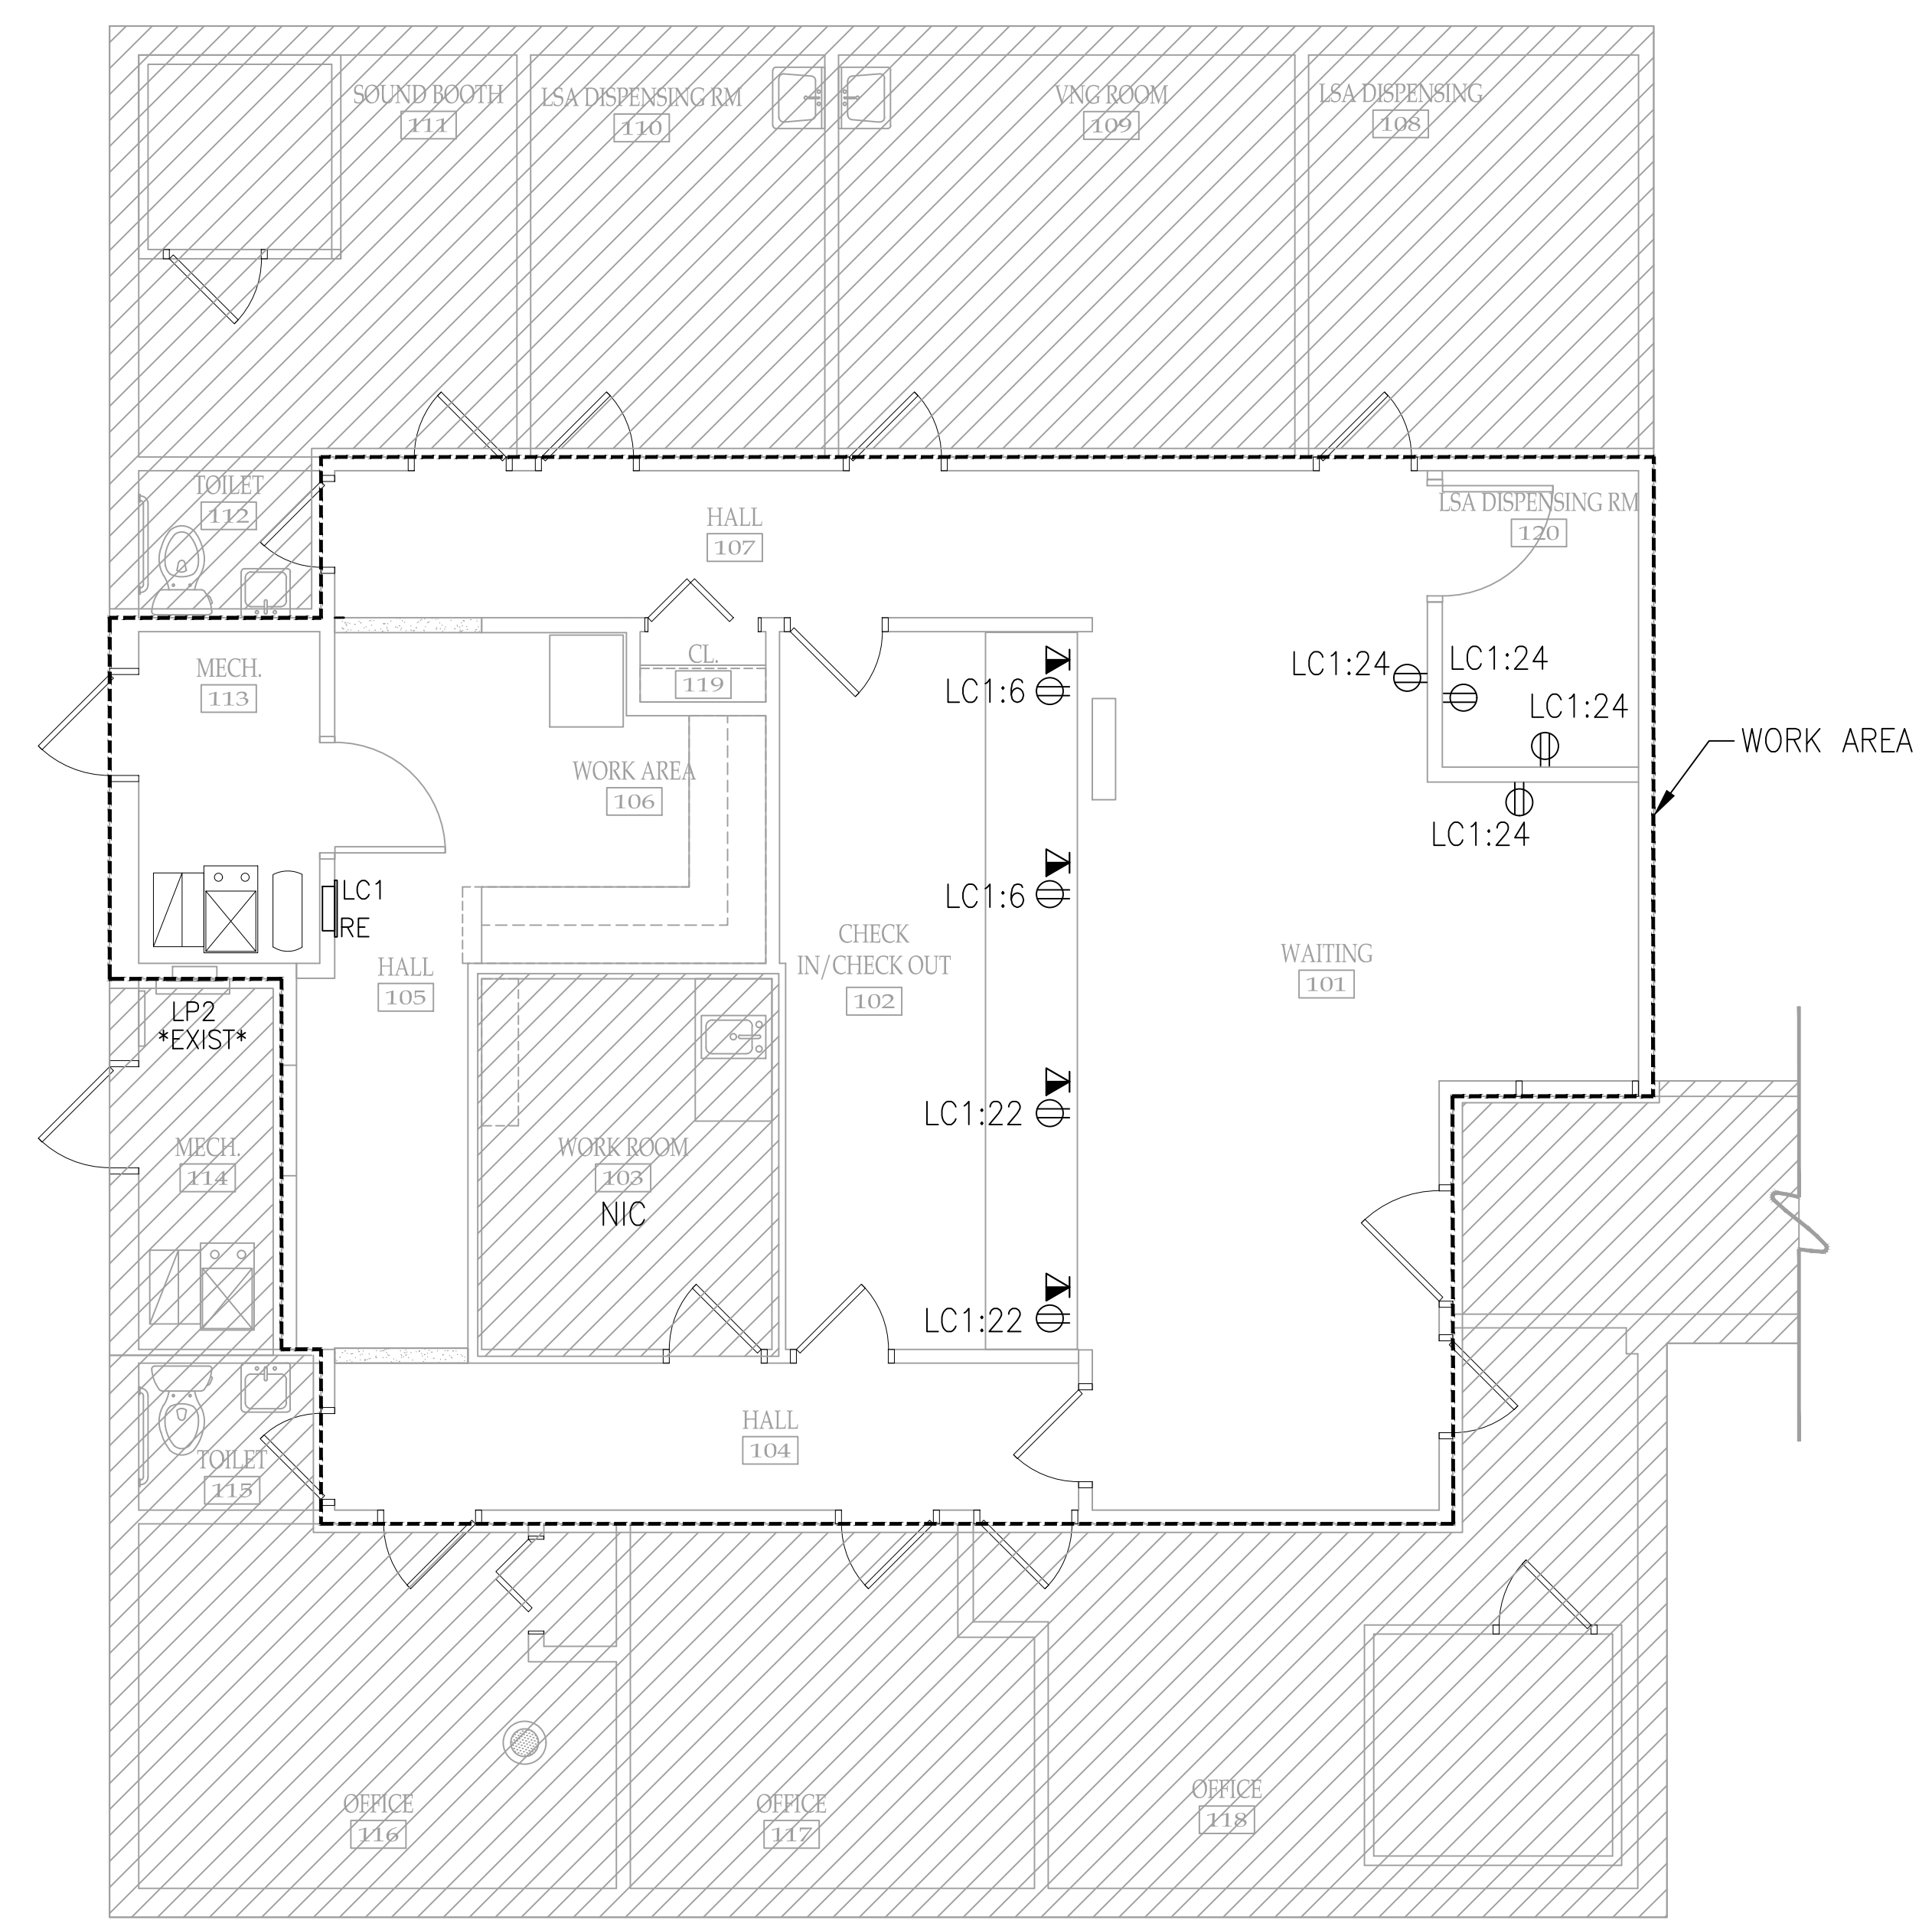 SOUND BOOTH
111
LSA DISPENSING RM
110
VNG ROOM
109
LSA DISPENSING
108
TOILET
112
HALL
107
LSA DISPENSING RM
120
MECH.
113
CL.
119
LC1:6
LC1:24
LC1:24
LC1:24
WORK AREA
WORK AREA
106
LC1:24
LC1
RE
LC1:6
CHECK
IN/CHECK OUT
102
WAITING
101
HALL
105
LP2
*EXIST*
LC1:22
MECH.
114
WORK ROOM
103
NIC
LC1:22
HALL
104
TOILET
115
OFFICE
116
OFFICE
117
OFFICE
118